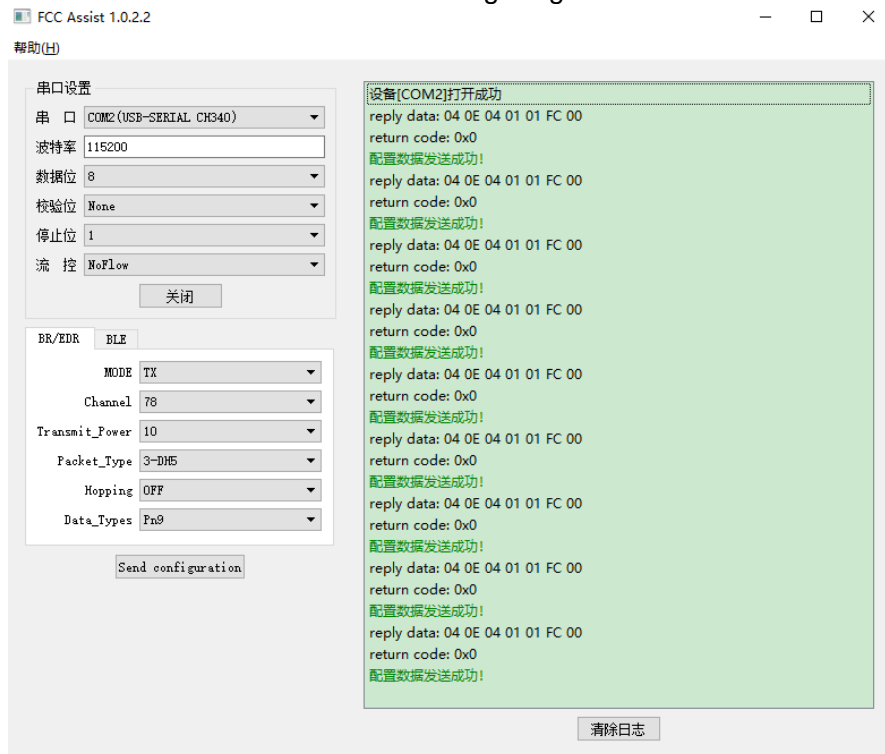 FCC Assist 1.0.2.2
帮助(H)
串口设置
串 口 COM2(USB-SERIAL CH340)
波特率 115200
数据位 8
校验位 None
停止位 1
流 控 NoFlow
关闭
BR/EDR BLE
MODE TX
Channel 78
Transmit_Power 10
Packet_Type 3-DH5
Hopping OFF
Data_Types Pn9
Send configuration
设备[COM2]打开成功
reply data: 04 0E 04 01 01 FC 00
return code: 0x0
配置数据发送成功!
reply data: 04 0E 04 01 01 FC 00
return code: 0x0
配置数据发送成功!
reply data: 04 0E 04 01 01 FC 00
return code: 0x0
配置数据发送成功!
reply data: 04 0E 04 01 01 FC 00
return code: 0x0
配置数据发送成功!
reply data: 04 0E 04 01 01 FC 00
return code: 0x0
配置数据发送成功!
reply data: 04 0E 04 01 01 FC 00
return code: 0x0
配置数据发送成功!
reply data: 04 0E 04 01 01 FC 00
return code: 0x0
配置数据发送成功!
reply data: 04 0E 04 01 01 FC 00
return code: 0x0
配置数据发送成功!
reply data: 04 0E 04 01 01 FC 00
return code: 0x0
配置数据发送成功!
清除日志